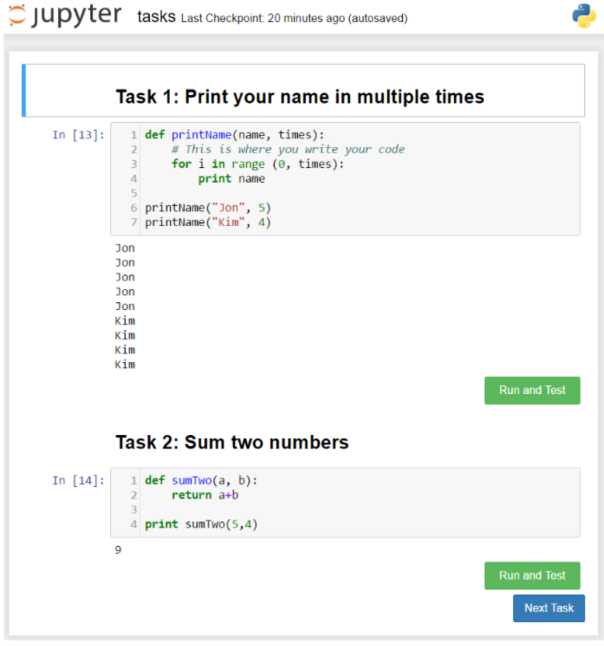 jupyter tasks Last Checkpoint: 20 minutes ago (autosaved)
Task 1: Print your name in multiple times
In [13]:
1 def printName(name, times):
2     # This is where you write your code
3     for i in range (0, times):
4         print name
5
6 printName("Jon", 5)
7 printName("Kim", 4)
Jon
Jon
Jon
Jon
Jon
Kim
Kim
Kim
Kim
Run and Test
Task 2: Sum two numbers
In [14]:
1 def sumTwo(a, b):
2     return a+b
3
4 print sumTwo(5,4)
9
Run and Test
Next Task